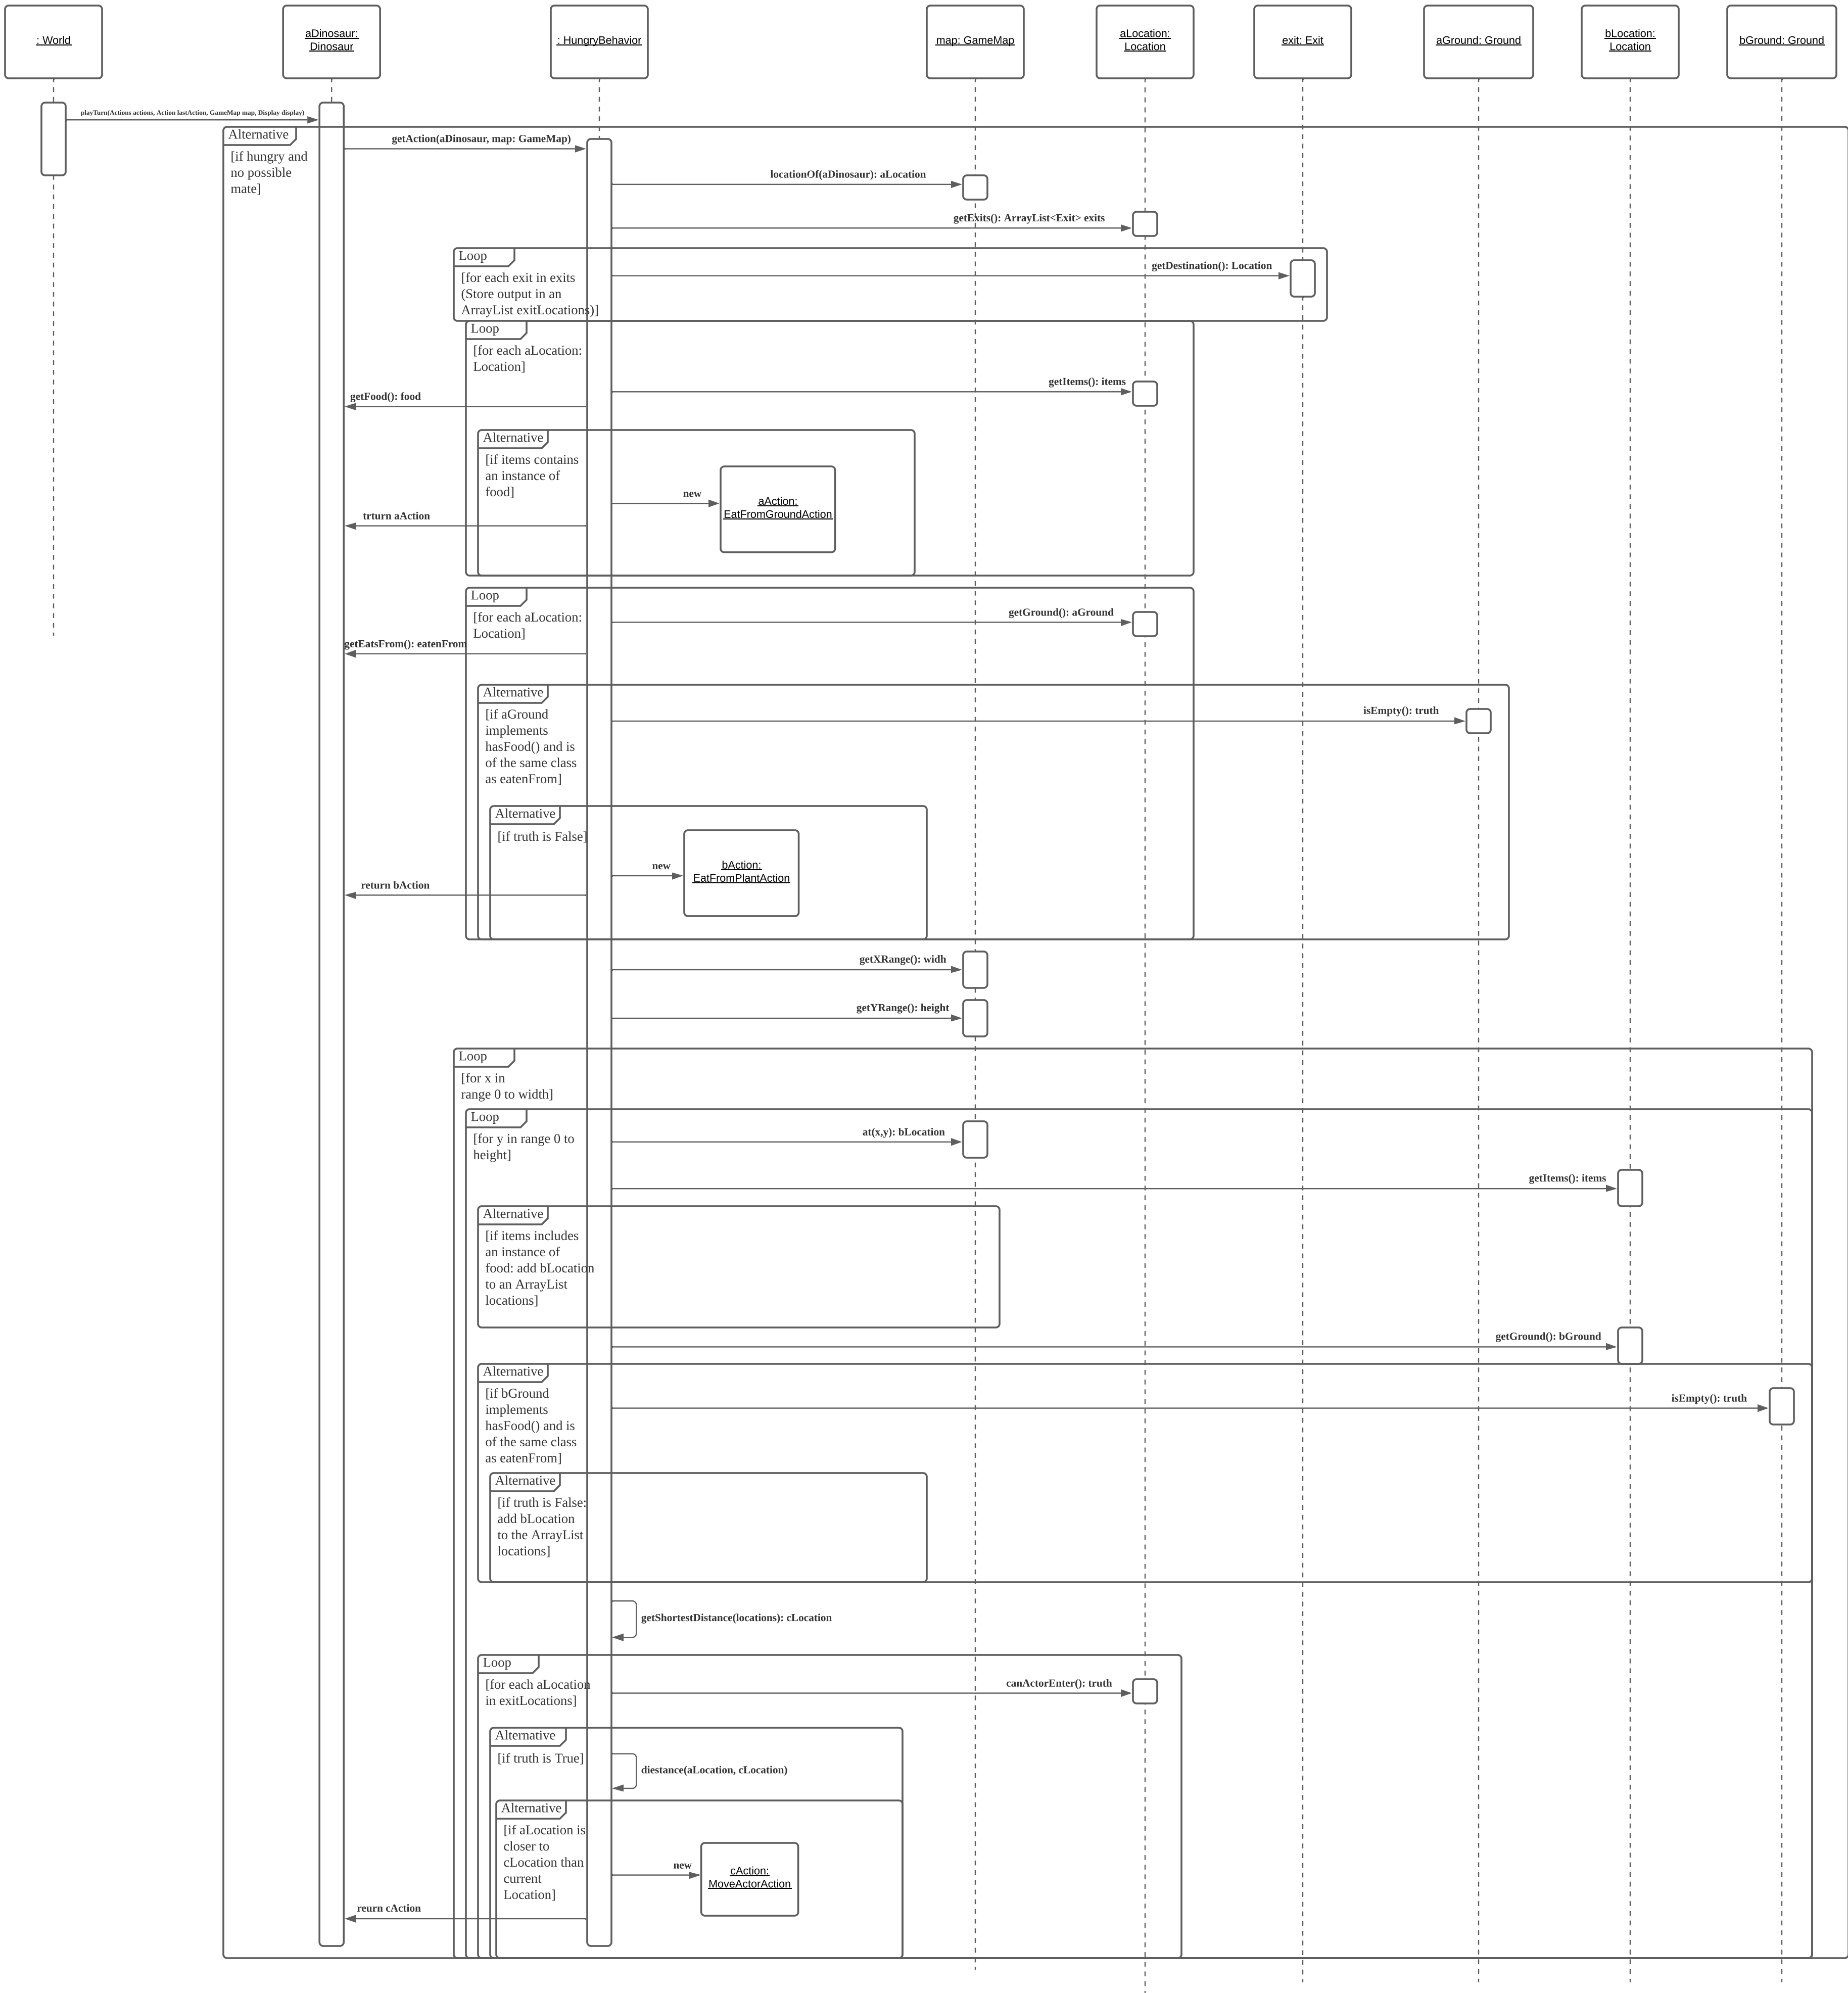 : World
aDinosaur:
Dinosaur
: HungryBehavior
map: GameMap
aLocation:
Location
exit: Exit
aGround: Ground
bLocation:
Location
bGround: Ground
playTurn(Actions actions, Action lastAction, GameMap map, Display display)
Alternative
[if hungry and
no possible
mate]
getAction(aDinosaur, map: GameMap)
locationOf(aDinosaur): aLocation
getExits(): ArrayList<Exit> exits
Loop
[for each exit in exits
(Store output in an
ArrayList exitLocations)]
getDestination(): Location
Loop
[for each aLocation:
Location]
getItems(): items
getFood(): food
Alternative
[if items contains
an instance of
food]
new
aAction:
EatFromGroundAction
trturn aAction
Loop
[for each aLocation:
Location]
getGround(): aGround
getEatsFrom(): eatenFrom
Alternative
[if aGround
implements
hasFood() and is
of the same class
as eatenFrom]
isEmpty(): truth
Alternative
[if truth is False]
new
bAction:
EatFromPlantAction
return bAction
getXRange(): widh
getYRange(): height
Loop
[for x in
range 0 to width]
Loop
[for y in range 0 to
height]
at(x,y): bLocation
getItems(): items
Alternative
[if items includes
an instance of
food: add bLocation
to an ArrayList
locations]
getGround(): bGround
Alternative
[if bGround
implements
hasFood() and is
of the same class
as eatenFrom]
isEmpty(): truth
Alternative
[if truth is False:
add bLocation
to the ArrayList
locations]
getShortestDistance(locations): cLocation
Loop
[for each aLocation
in exitLocations]
canActorEnter(): truth
Alternative
[if truth is True]
diestance(aLocation, cLocation)
Alternative
[if aLocation is
closer to
cLocation than
current
Location]
new
cAction:
MoveActorAction
reurn cAction